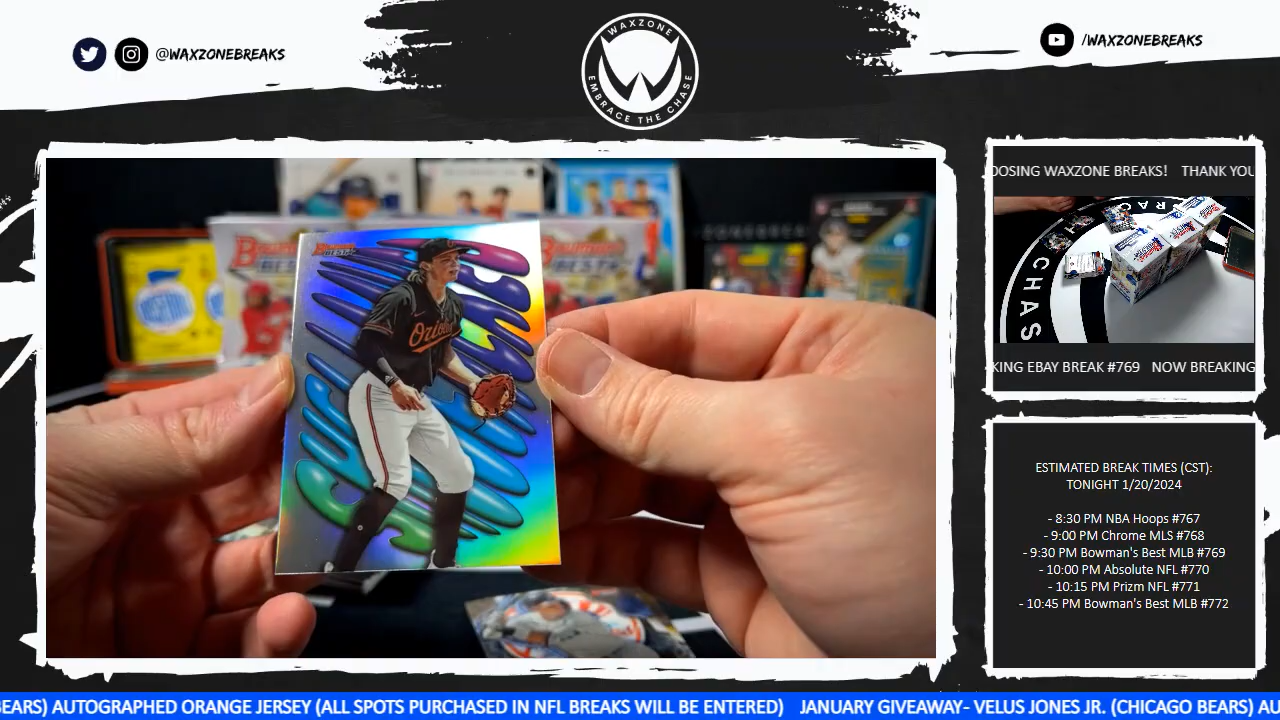 @WAXZONEBREAKS
WAXZONE
EMBRACE THE CHASE
/WAXZONEBREAKS
OOSING WAXZONE BREAKS! THANK YOU
CHAS
KING EBAY BREAK #769 NOW BREAKING
BOWMAN'S
BEST
Orioles
ESTIMATED BREAK TIMES (CST):
TONIGHT 1/20/2024
- 8:30 PM NBA Hoops #767
- 9:00 PM Chrome MLS #768
- 9:30 PM Bowman's Best MLB #769
- 10:00 PM Absolute NFL #770
- 10:15 PM Prizm NFL #771
- 10:45 PM Bowman's Best MLB #772
BEARS) AUTOGRAPHED ORANGE JERSEY (ALL SPOTS PURCHASED IN NFL BREAKS WILL BE ENTERED) JANUARY GIVEAWAY- VELUS JONES JR. (CHICAGO BEARS) AU